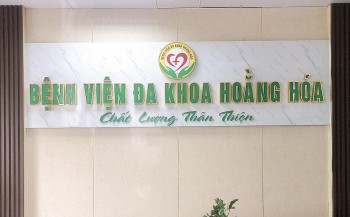 BỆNH VIỆN ĐA KHOA HOẰNG HÓA
Chất Lượng Thân Thiện